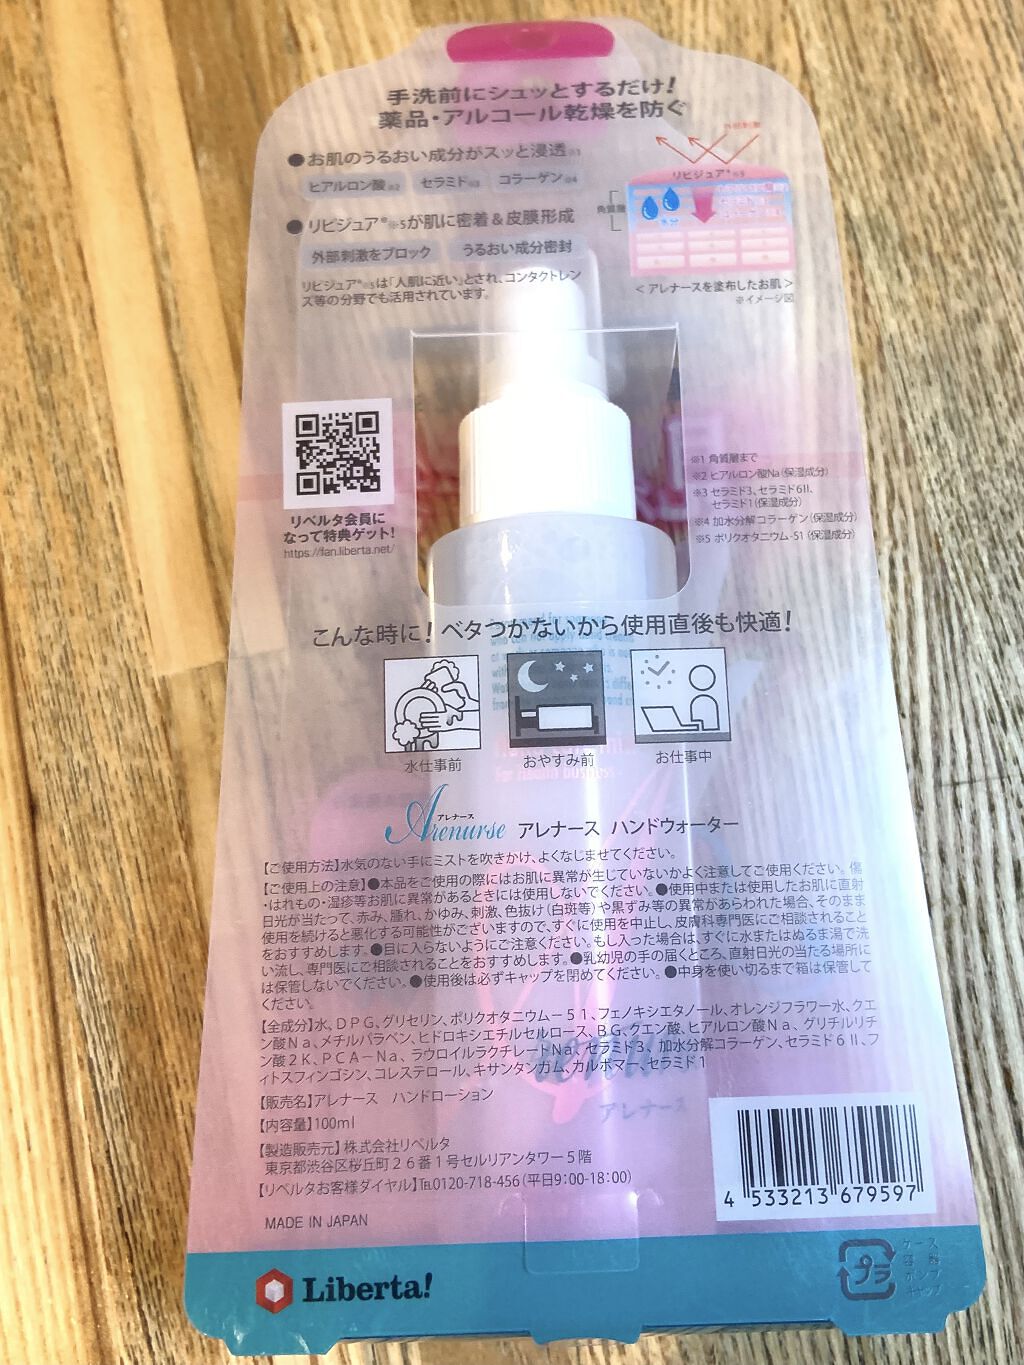 手洗前にシュッとするだけ!
薬品・アルコール乾燥を防ぐ
●お肌のうるおい成分がスッと浸透※1
ヒアルロン酸※2 セラミド※3 コラーゲン※4
●リピジュア®※5が肌に密着&皮膜形成
外部刺激をブロック うるおい成分密封
リピジュア®※5は「人肌に近い」とされ、コンタクトレン
ズ等の分野でも活用されています。
外部刺激
リピジュア®※5
角質層
水分
<アレナースを塗布したお肌>
※イメージ図
リベルタ会員に
なって特典ゲット!
https://fan.liberta.net/
※1 角質層まで
※2 ヒアルロン酸Na(保湿成分)
※3 セラミド3、セラミド6II、
セラミド1(保湿成分)
※4 加水分解コラーゲン(保湿成分)
※5 ポリクオタニウム-51(保湿成分)
こんな時に!ベタつかないから使用直後も快適!
水仕事前 おやすみ前 お仕事中
アレナース
Arenurse アレナース ハンドウォーター
【ご使用方法】水気のない手にミストを吹きかけ、よくなじませてください。
【ご使用上の注意】●本品をご使用の際にはお肌に異常が生じていないかよく注意してご使用ください。傷
・はれもの・湿疹等お肌に異常があるときには使用しないでください。●使用中または使用したお肌に直射
日光が当たって、赤み、腫れ、かゆみ、刺激、色抜け(白斑等)や黒ずみ等の異常があらわれた場合、そのまま
使用を続けると悪化する可能性がございますので、すぐに使用を中止し、皮膚科専門医にご相談されること
をおすすめします。●目に入らないようにご注意ください。もし入った場合は、すぐに水またはぬるま湯で洗
い流し、専門医にご相談されることをおすすめします。●乳幼児の手の届くところ、直射日光の当たる場所に
は保管しないでください。●使用後は必ずキャップを閉めてください。●中身を使い切るまで箱は保管して
ください。
【全成分】水、DPG、グリセリン、ポリクオタニウム-51、フェノキシエタノール、オレンジフラワー水、クエ
ン酸Na、メチルパラベン、ヒドロキシエチルセルロース、BG、クエン酸、ヒアルロン酸Na、グリチルリチ
ン酸2K、PCA-Na、ラウロイルラクチレートNa、セラミド3、加水分解コラーゲン、セラミド6II、フ
ィトスフィンゴシン、コレステロール、キサンタンガム、カルボマー、セラミド1
【販売名】アレナース ハンドローション
【内容量】100ml
【製造販売元】株式会社リベルタ
東京都渋谷区桜丘町26番1号セルリアンタワー5階
【リベルタお客様ダイヤル】℡0120-718-456(平日9:00-18:00)
MADE IN JAPAN
4 533213 679597
Liberta!
プラ
ケース
容器
ポンプ
キャップ